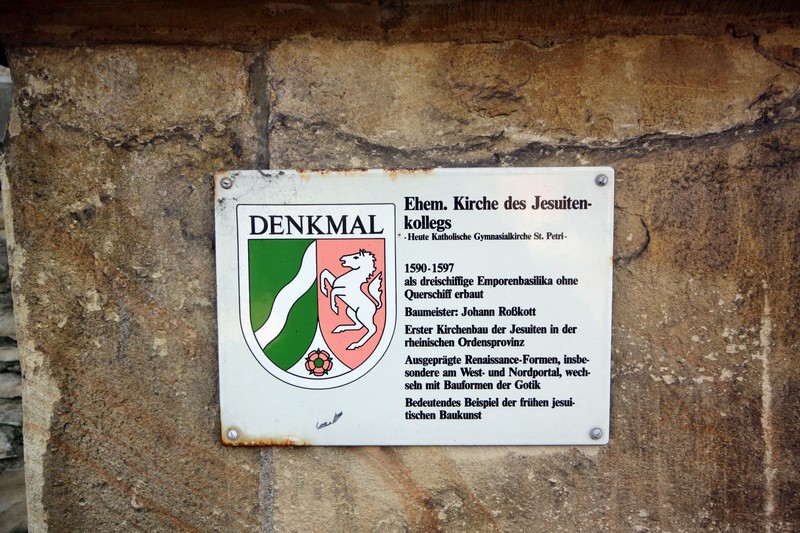 DENKMAL
Ehem. Kirche des Jesuiten-
kollegs
- Heute Katholische Gymnasialkirche St. Petri -
1590-1597
als dreischiffige Emporenbasilika ohne
Querschiff erbaut
Baumeister: Johann Roßkott
Erster Kirchenbau der Jesuiten in der
rheinischen Ordensprovinz
Ausgeprägte Renaissance-Formen, insbe-
sondere am West- und Nordportal, wech-
seln mit Bauformen der Gotik
Bedeutendes Beispiel der frühen jesui-
tischen Baukunst